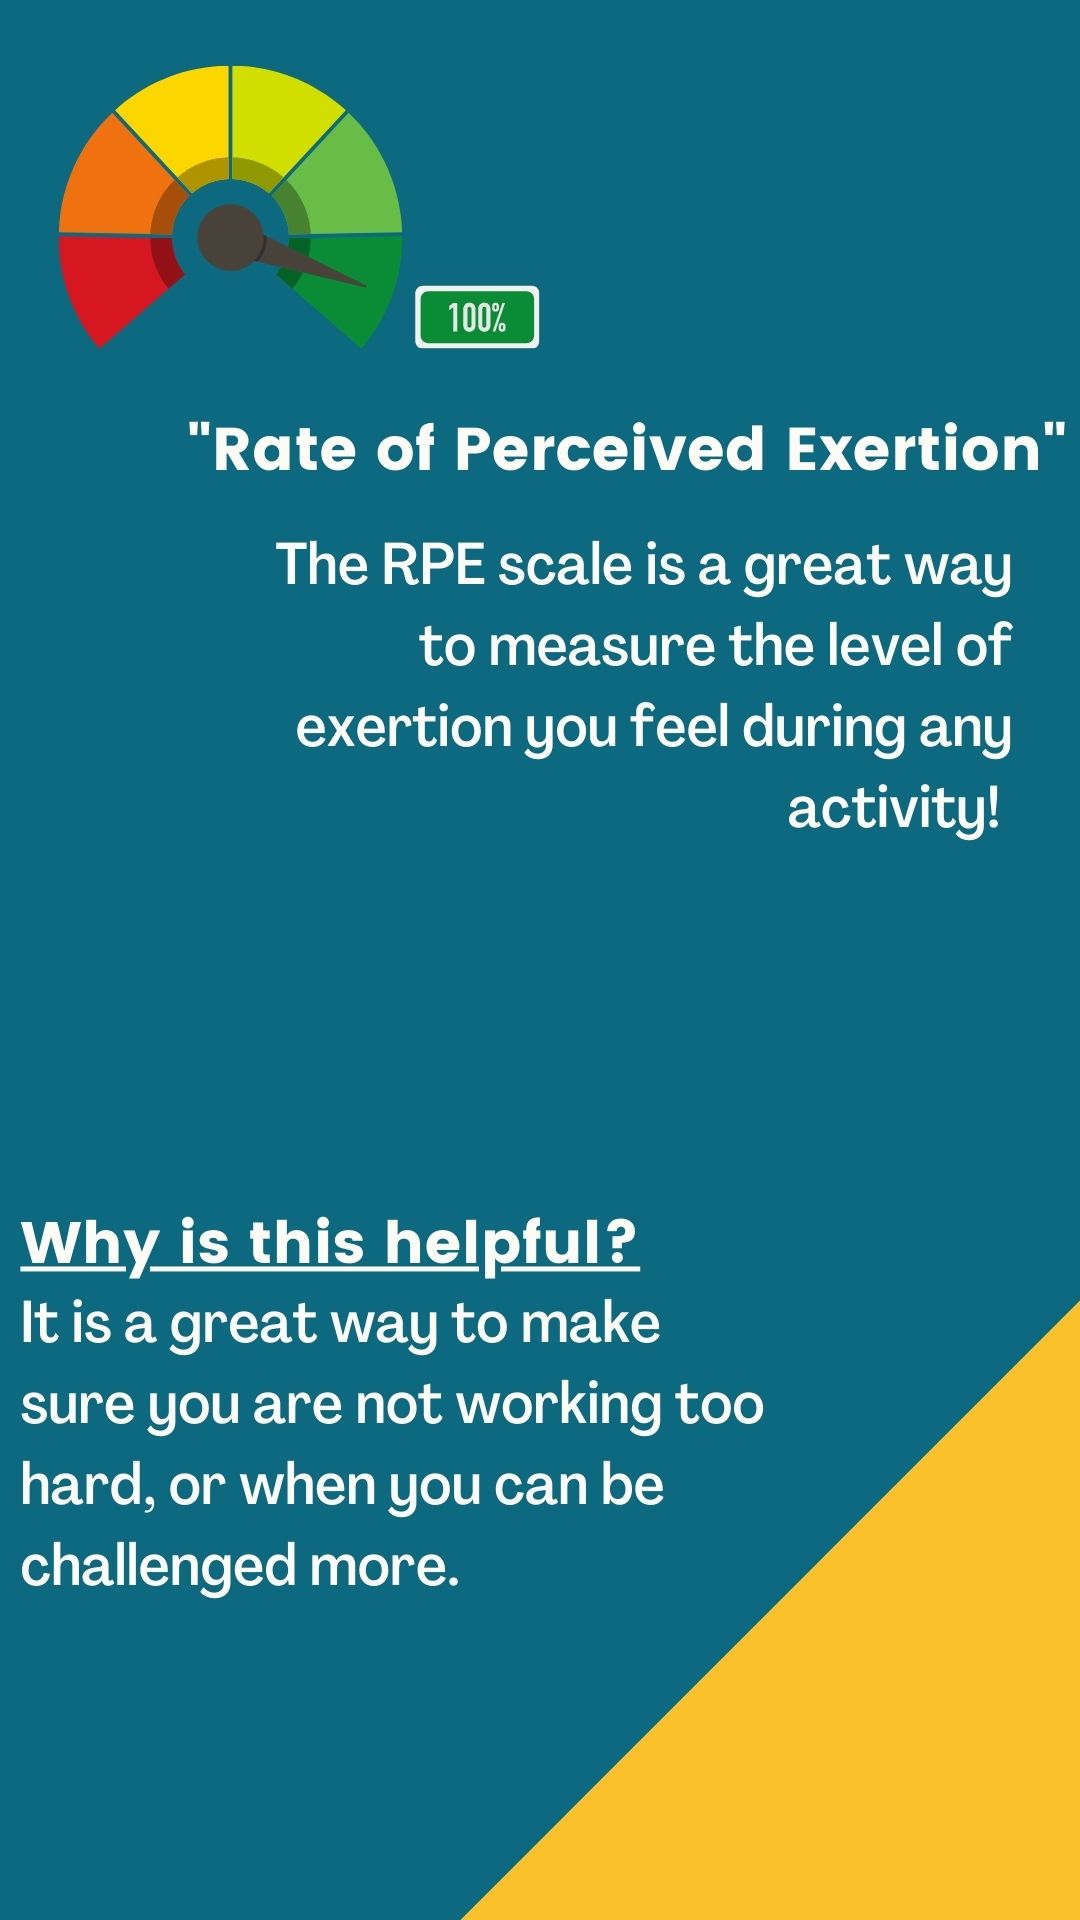 100%
"Rate of Perceived Exertion"
The RPE scale is a great way
to measure the level of
exertion you feel during any
activity!
Why is this helpful?
It is a great way to make
sure you are not working too
hard, or when you can be
challenged more.